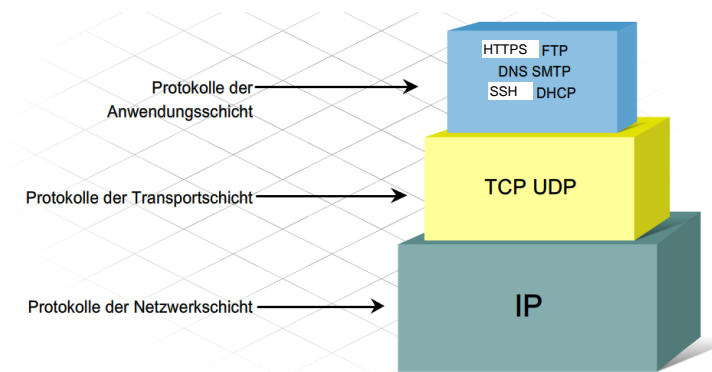 HTTPS FTP
DNS SMTP
SSH DHCP
Protokolle der
Anwendungsschicht
TCP UDP
Protokolle der Transportschicht
IP
Protokolle der Netzwerkschicht